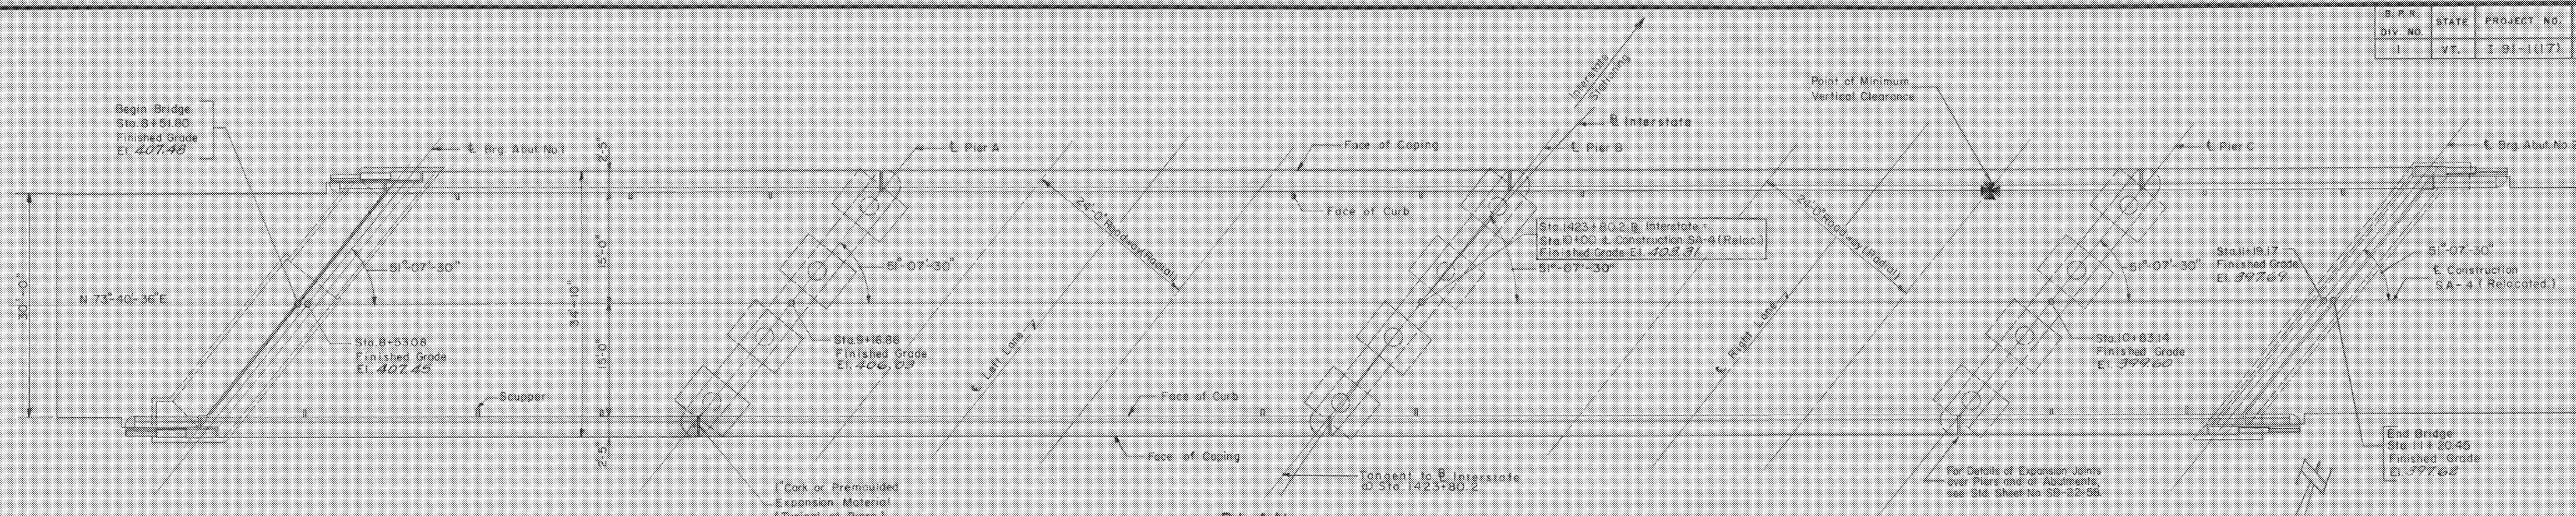 B. P. R.
DIV. NO.
STATE
PROJECT NO.
1
VT.
I 91-1(17)
Begin Bridge
Sta. 8+51.80
Finished Grade
El. 407.48
℄ Brg. Abut. No. 1
2'-5"
℄ Pier A
Face of Coping
Face of Curb
Interstate
Stationing
℄ Interstate
℄ Pier B
Point of Minimum
Vertical Clearance
℄ Pier C
℄ Brg. Abut. No. 2
30'-0"
N 73°-40'-36" E
51°-07'-30"
15'-0"
34'-10"
15'-0"
51°-07'-30"
24'-0" Roadway (Radial)
Sta. 1423+80.2 ℄ Interstate =
Sta. 10+00 ℄ Construction SA-4 (Reloc.)
Finished Grade El. 403.31
51°-07'-30"
24'-0" Roadway (Radial)
51°-07'-30"
Sta. 11+19.17
Finished Grade
El. 397.69
51°-07'-30"
℄ Construction
SA-4 (Relocated.)
Sta. 8+53.08
Finished Grade
El. 407.45
Sta. 9+16.86
Finished Grade
El. 406.03
℄ Left Lane
℄ Right Lane
Sta. 10+83.14
Finished Grade
El. 399.60
Scupper
Face of Curb
2'-5"
Face of Coping
1" Cork or Premoulded
Expansion Material
(Typical at Piers)
Tangent to ℄ Interstate
@ Sta. 1423+80.2
For Details of Expansion Joints
over Piers and at Abutments,
see Std. Sheet No. SB-22-58.
End Bridge
Sta. 11+20.45
Finished Grade
El. 397.62
PLAN